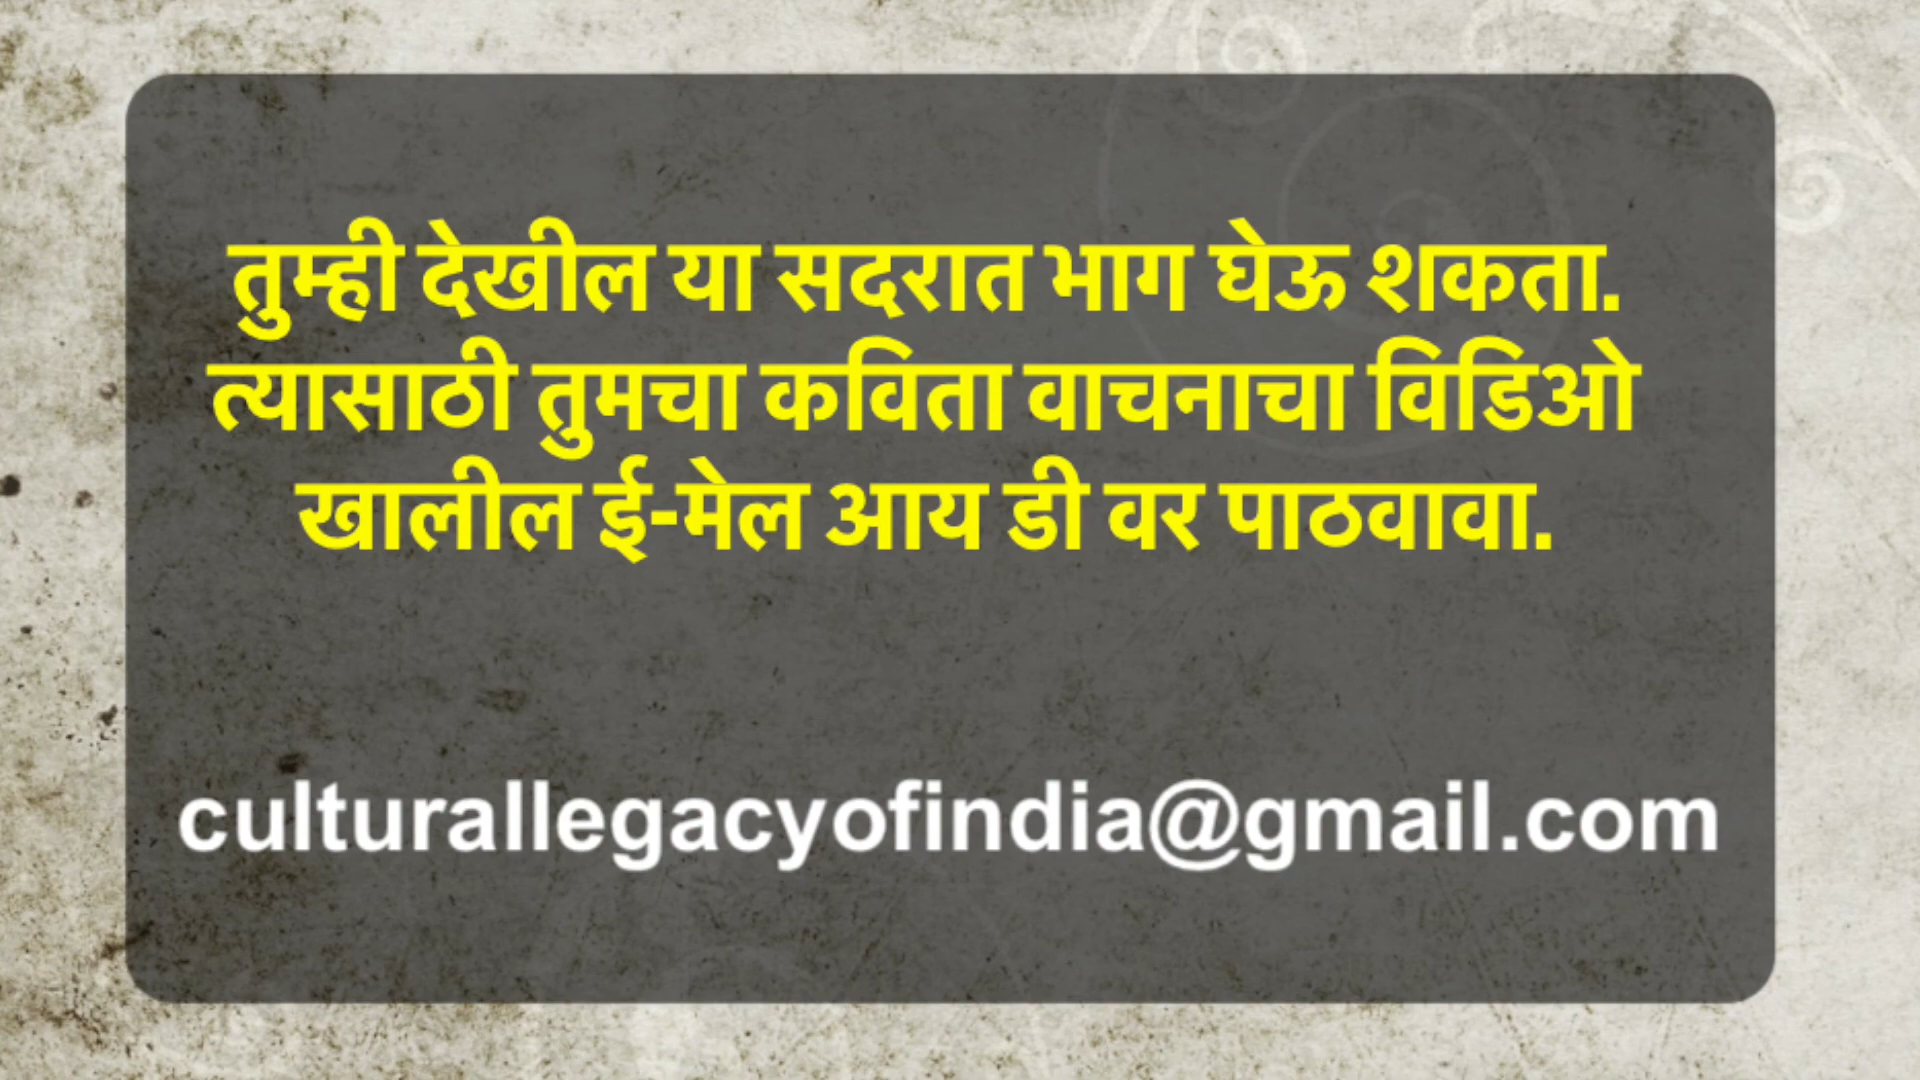 तुम्ही देखील या सदरात भाग घेऊ शकता.
त्यासाठी तुमचा कविता वाचनाचा विडिओ
खालील ई-मेल आय डी वर पाठवावा.
culturallegacyofindia@gmail.com